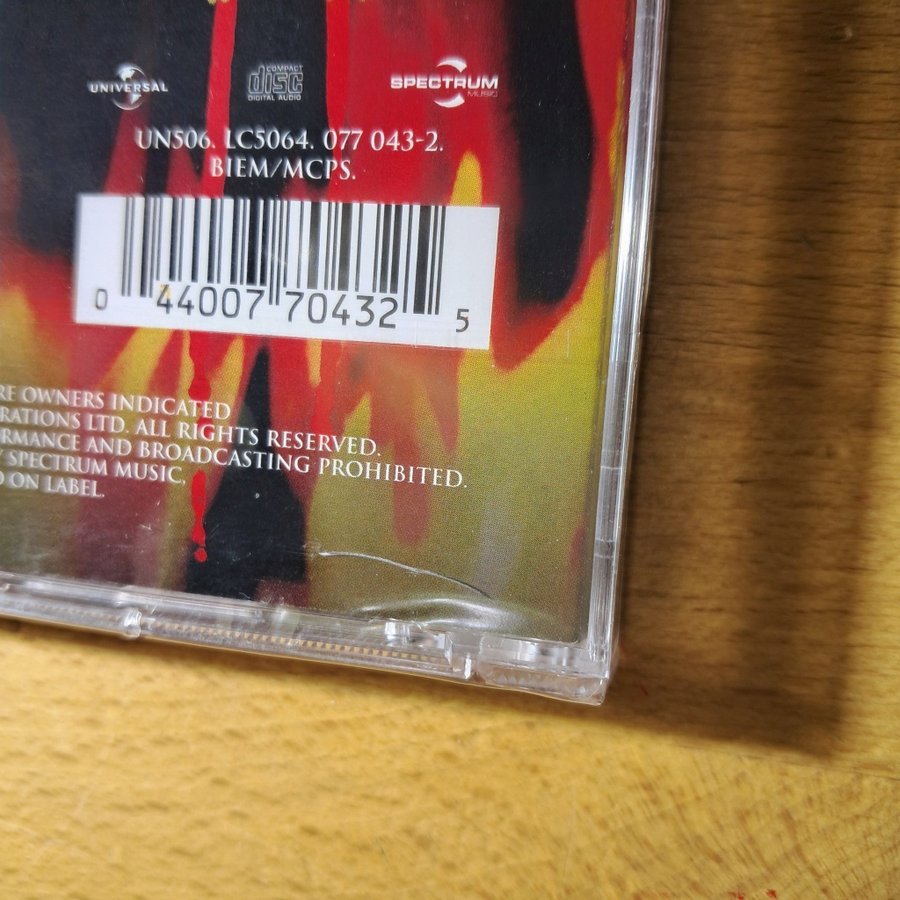 UNIVERSAL
COMPACT
disc
DIGITAL AUDIO
SPECTRUM
MUSIC
UN506. LC5064. 077 043-2.
BIEM/MCPS.
0 44007 70432 5
RE OWNERS INDICATED
RATIONS LTD. ALL RIGHTS RESERVED.
ORMANCE AND BROADCASTING PROHIBITED.
Y SPECTRUM MUSIC,
D ON LABEL.